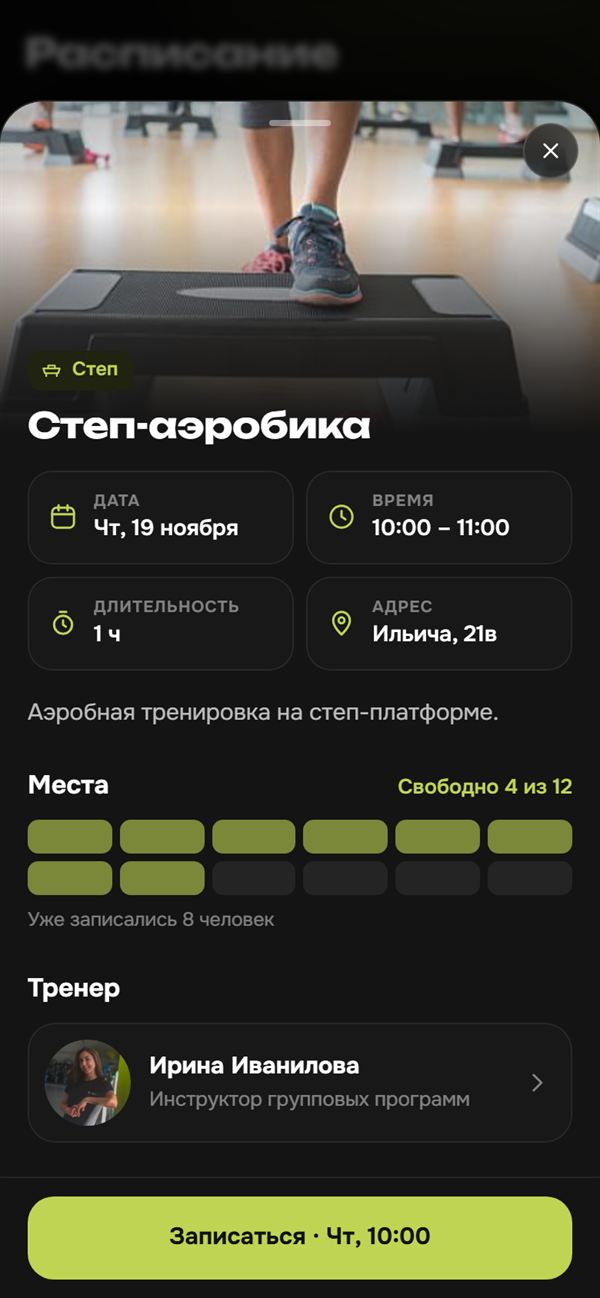 Расписание
Степ
Степ-аэробика
ДАТА
Чт, 19 ноября
ВРЕМЯ
10:00 – 11:00
ДЛИТЕЛЬНОСТЬ
1 ч
АДРЕС
Ильича, 21в
Аэробная тренировка на степ-платформе.
Места
Свободно 4 из 12
Уже записались 8 человек
Тренер
Ирина Иванилова
Инструктор групповых программ
Записаться · Чт, 10:00